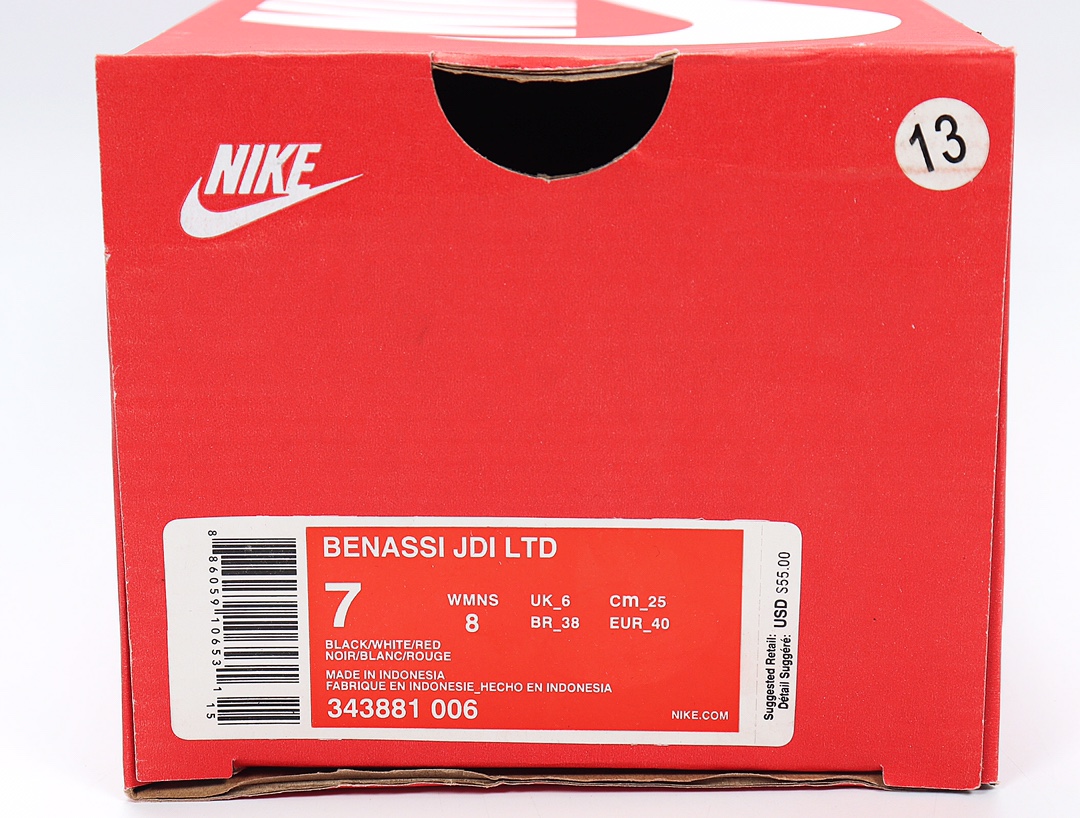 NIKE
13
BENASSI JDI LTD
7
WMNS
8
UK_6
BR_38
Cm_25
EUR_40
BLACK/WHITE/RED
NOIR/BLANC/ROUGE
MADE IN INDONESIA
FABRIQUE EN INDONESIE_HECHO EN INDONESIA
343881 006
NIKE.COM
8 86059 10653 1 15
Suggested Retail: USD $55.00
Détail Suggéré: